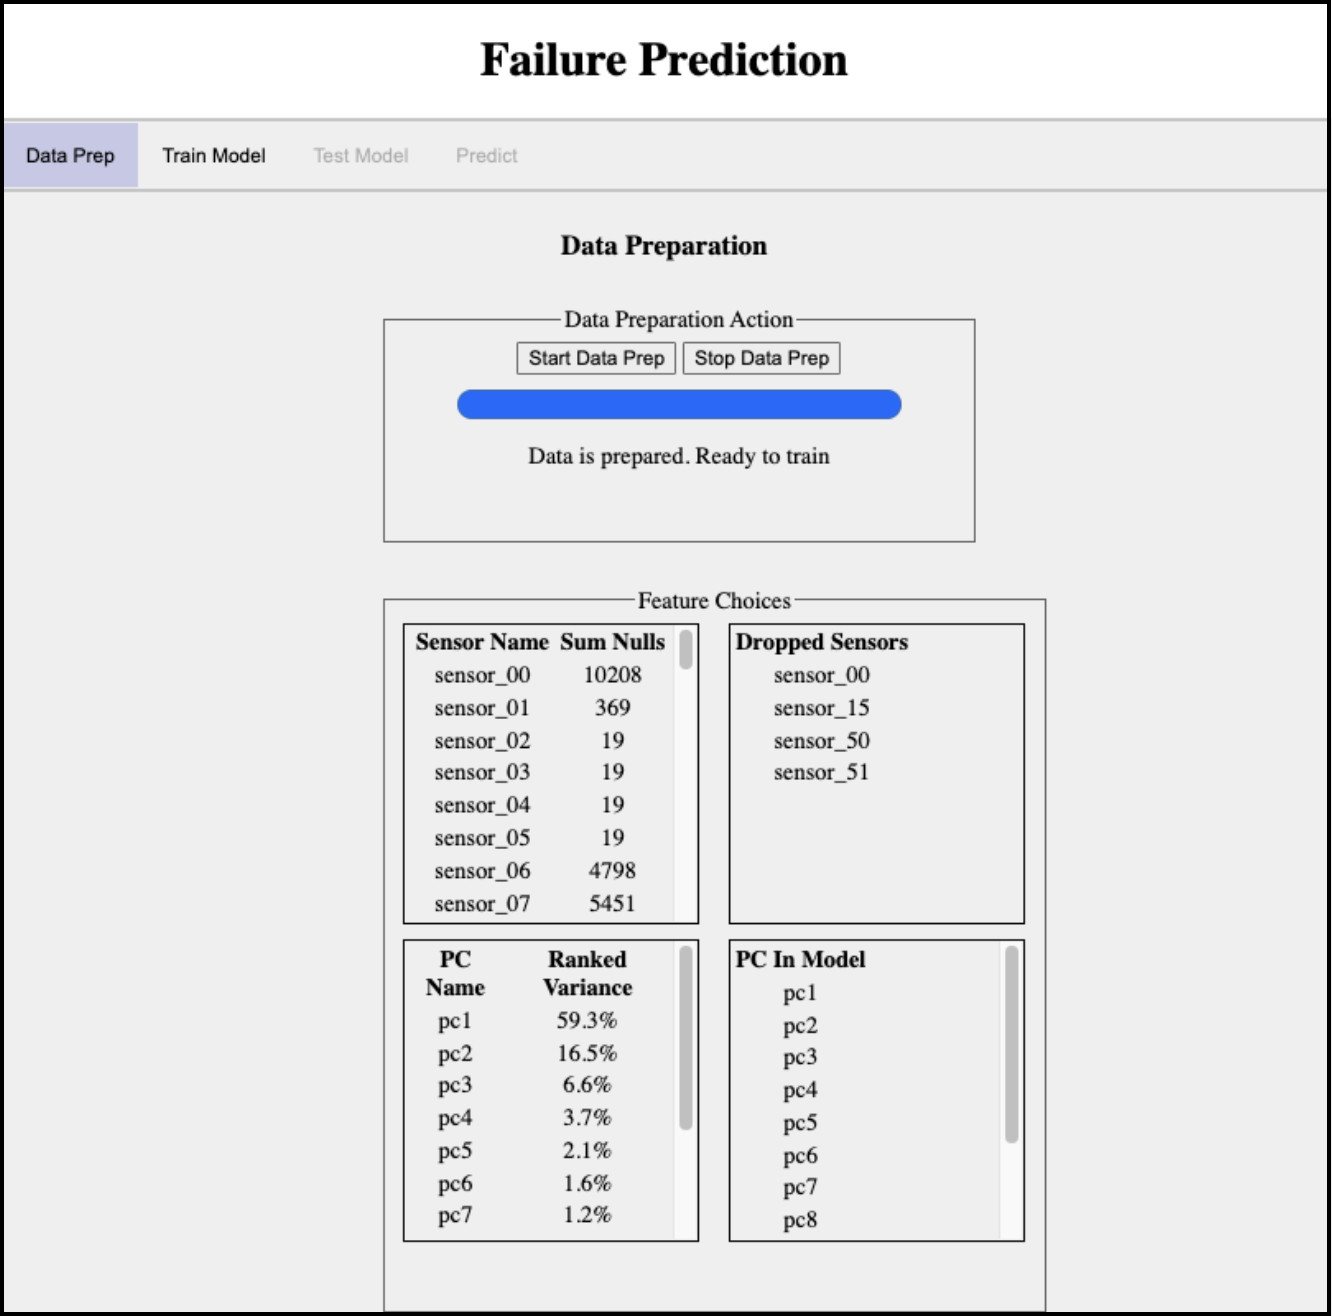 Failure Prediction
Data Prep Train Model Test Model Predict
Data Preparation
Data Preparation Action
Start Data Prep Stop Data Prep
Data is prepared. Ready to train
Feature Choices
Sensor Name Sum Nulls
sensor_00 10208
sensor_01 369
sensor_02 19
sensor_03 19
sensor_04 19
sensor_05 19
sensor_06 4798
sensor_07 5451
Dropped Sensors
sensor_00
sensor_15
sensor_50
sensor_51
PC Name Ranked Variance
pc1 59.3%
pc2 16.5%
pc3 6.6%
pc4 3.7%
pc5 2.1%
pc6 1.6%
pc7 1.2%
PC In Model
pc1
pc2
pc3
pc4
pc5
pc6
pc7
pc8